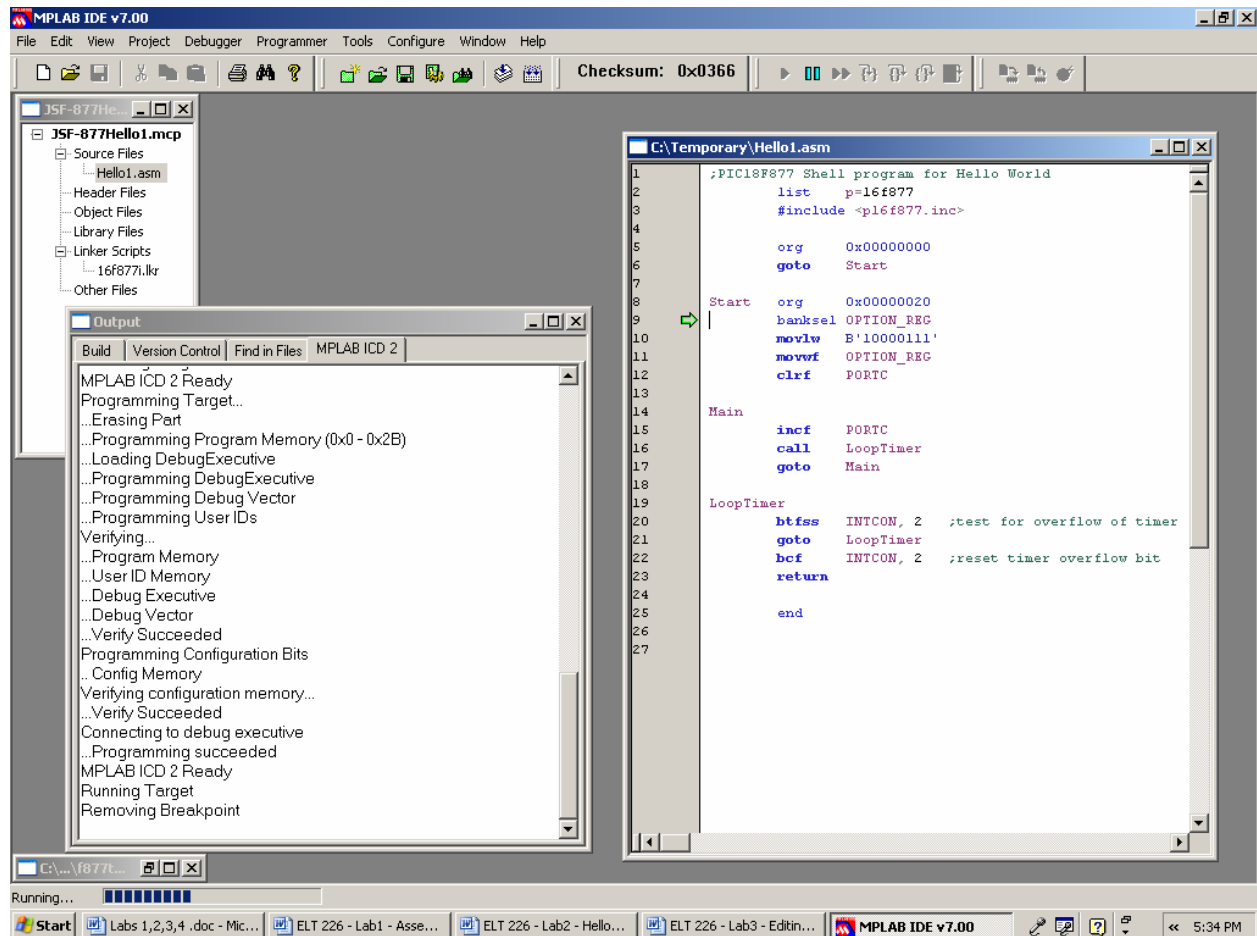 MPLAB IDE v7.00
File Edit View Project Debugger Programmer Tools Configure Window Help
Checksum: 0x0366
JSF-877He...
JSF-877Hello1.mcp
Source Files
Hello1.asm
Header Files
Object Files
Library Files
Linker Scripts
16f877i.lkr
Other Files
Output
Build Version Control Find in Files MPLAB ICD 2
MPLAB ICD 2 Ready
Programming Target...
...Erasing Part
...Programming Program Memory (0x0 - 0x2B)
...Loading DebugExecutive
...Programming DebugExecutive
...Programming Debug Vector
...Programming User IDs
Verifying...
...Program Memory
...User ID Memory
...Debug Executive
...Debug Vector
...Verify Succeeded
Programming Configuration Bits
.. Config Memory
Verifying configuration memory...
...Verify Succeeded
Connecting to debug executive
...Programming succeeded
MPLAB ICD 2 Ready
Running Target
Removing Breakpoint
C:\Temporary\Hello1.asm
1 ;PIC18F877 Shell program for Hello World
2 list p=16f877
3 #include <p16f877.inc>
4
5 org 0x00000000
6 goto Start
7
8 Start org 0x00000020
9 banksel OPTION_REG
10 movlw B'10000111'
11 movwf OPTION_REG
12 clrf PORTC
13
14 Main
15 incf PORTC
16 call LoopTimer
17 goto Main
18
19 LoopTimer
20 btfss INTCON, 2 ;test for overflow of timer
21 goto LoopTimer
22 bcf INTCON, 2 ;reset timer overflow bit
23 return
24
25 end
26
27
C:\...\f877t...
Running...
Start Labs 1,2,3,4 .doc - Mic... ELT 226 - Lab1 - Asse... ELT 226 - Lab2 - Hello... ELT 226 - Lab3 - Editin... MPLAB IDE v7.00 « 5:34 PM